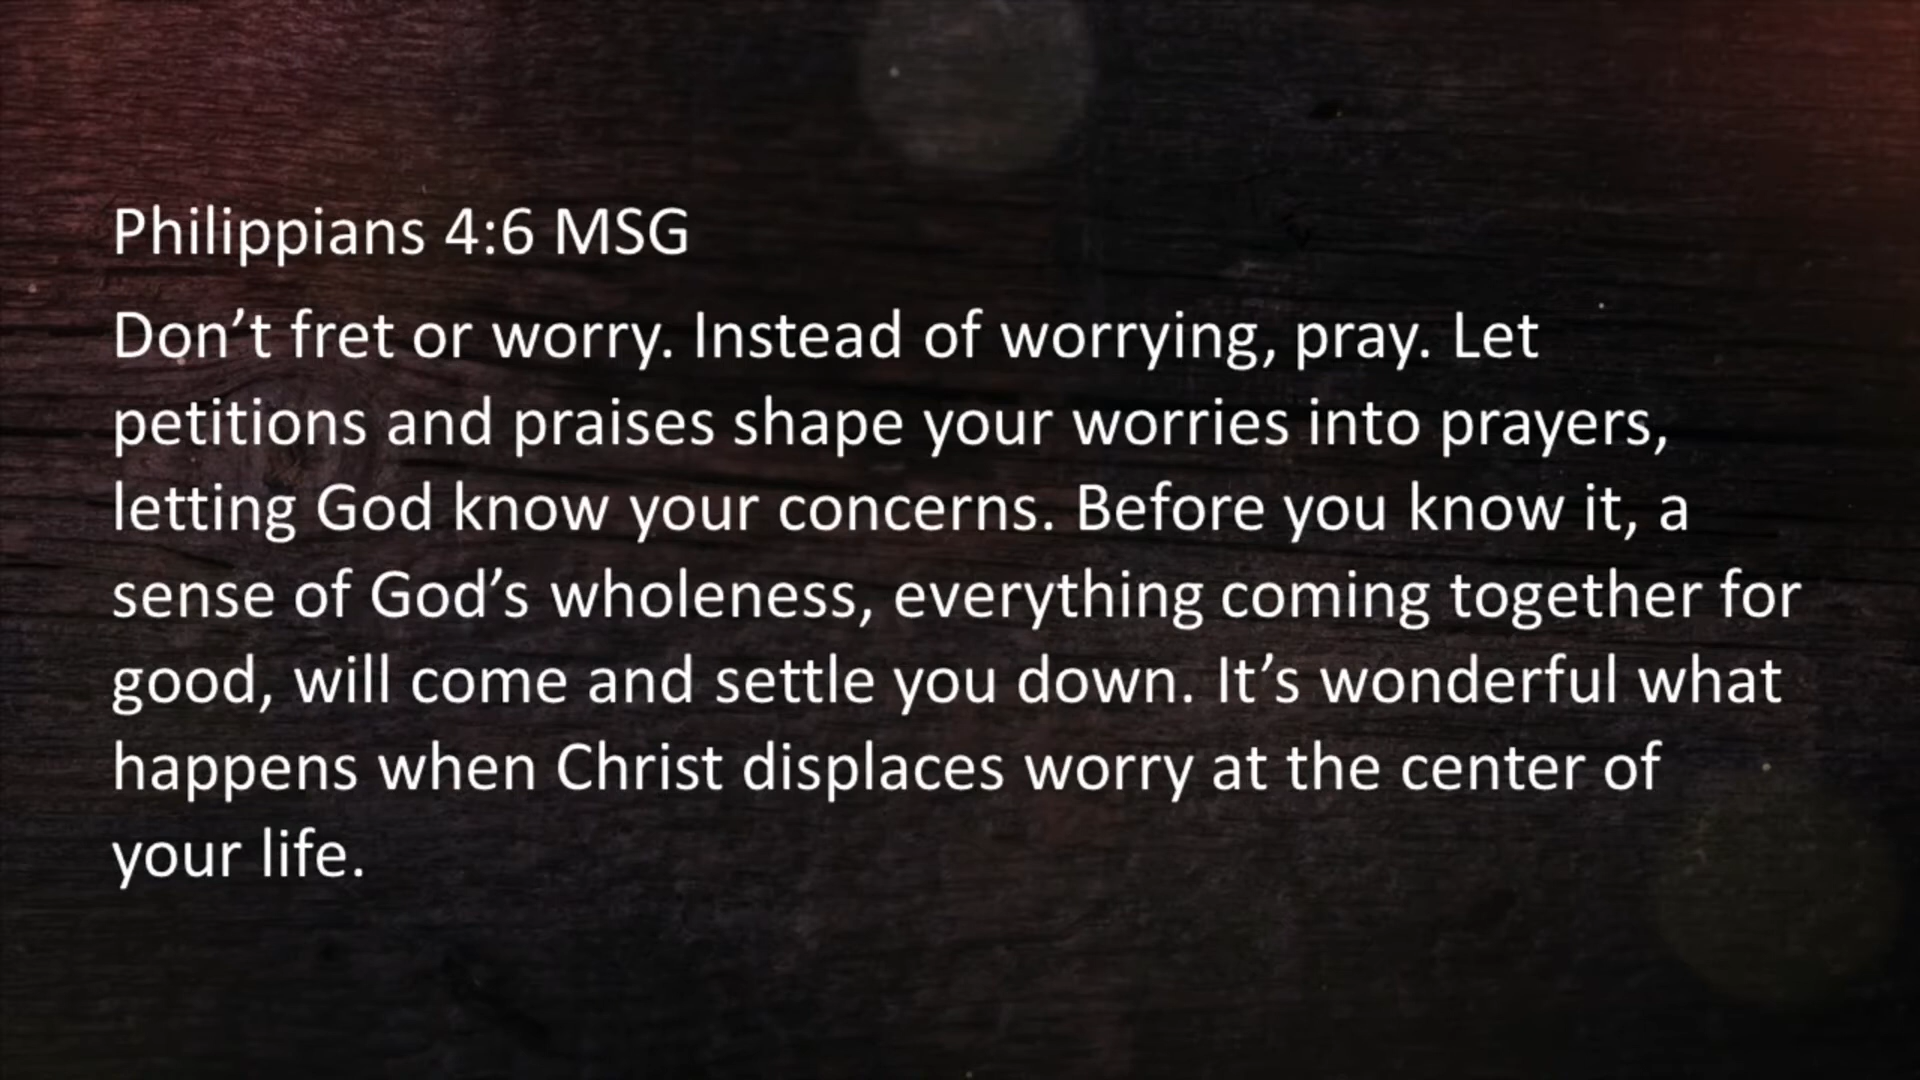 Philippians 4:6 MSG
Don’t fret or worry. Instead of worrying, pray. Let
petitions and praises shape your worries into prayers,
letting God know your concerns. Before you know it, a
sense of God’s wholeness, everything coming together for
good, will come and settle you down. It’s wonderful what
happens when Christ displaces worry at the center of
your life.